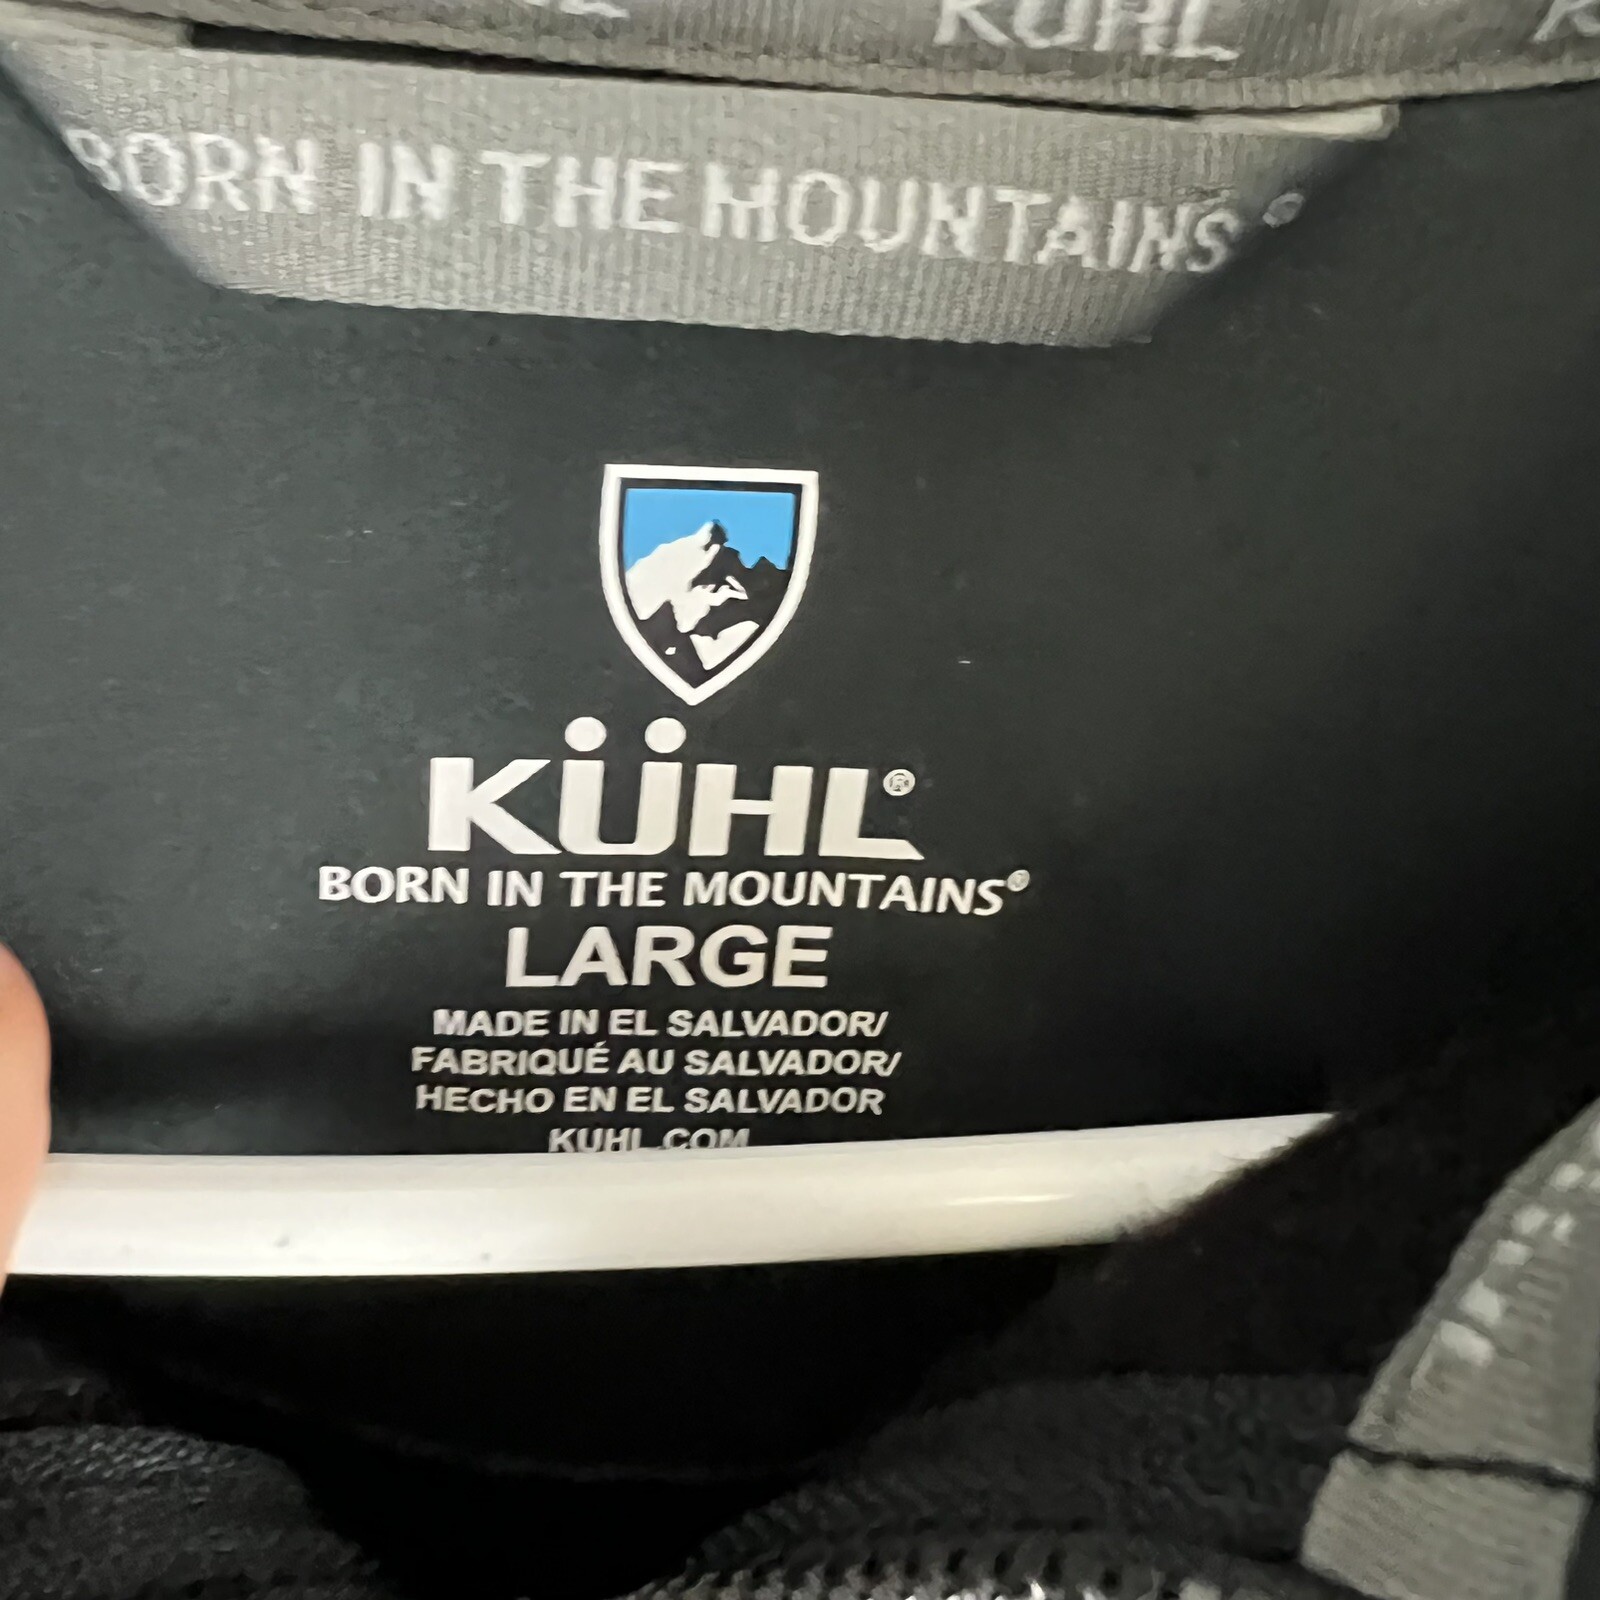 KÜHL
BORN IN THE MOUNTAINS
KÜHL®
BORN IN THE MOUNTAINS®
LARGE
MADE IN EL SALVADOR/
FABRIQUÉ AU SALVADOR/
HECHO EN EL SALVADOR
KUHL.COM